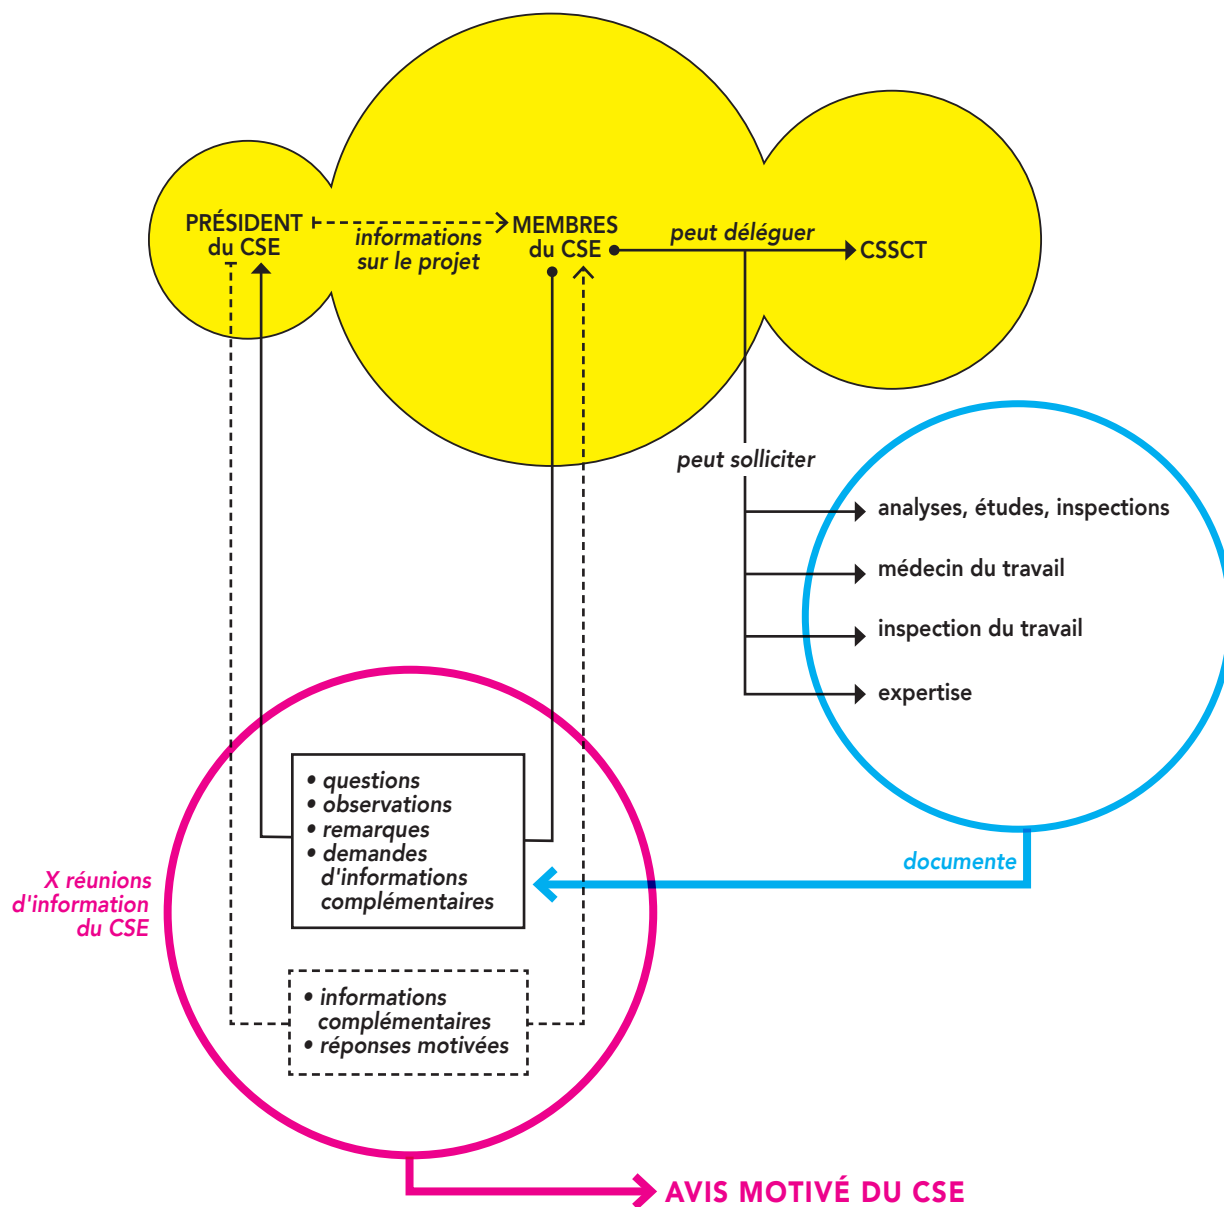 PRÉSIDENT
du CSE
informations
sur le projet
MEMBRES
du CSE
peut déléguer
CSSCT
peut solliciter
analyses, études, inspections
médecin du travail
inspection du travail
expertise
documente
• questions
• observations
• remarques
• demandes
d'informations
complémentaires
X réunions
d'information
du CSE
• informations
complémentaires
• réponses motivées
AVIS MOTIVÉ DU CSE